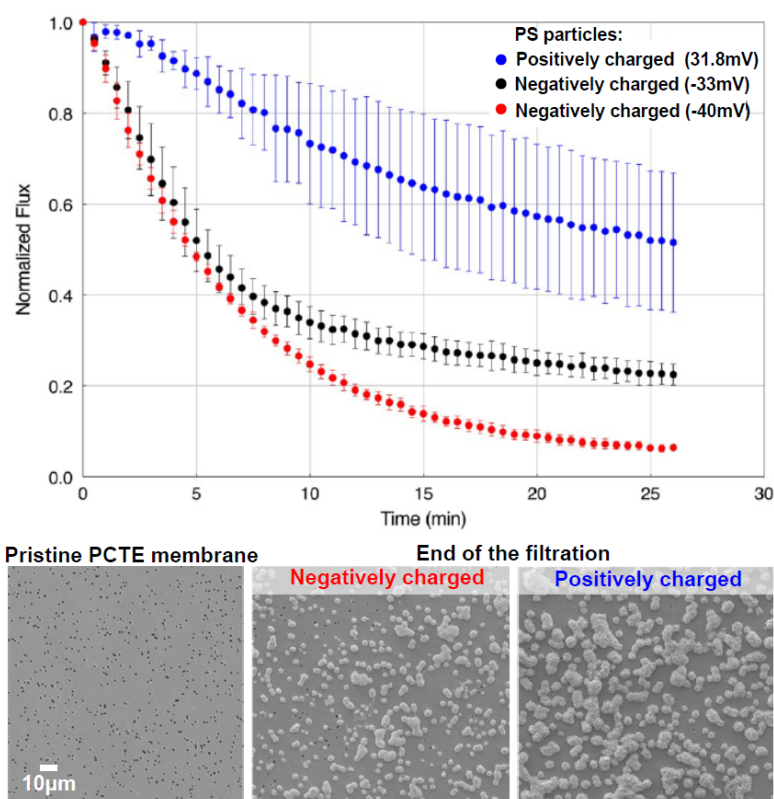 PS particles:
Positively charged (31.8mV)
Negatively charged (-33mV)
Negatively charged (-40mV)
Normalized Flux
1.0
0.8
0.6
0.4
0.2
0.0
0 5 10 15 20 25 30
Time (min)
Pristine PCTE membrane
End of the filtration
Negatively charged
Positively charged
10µm